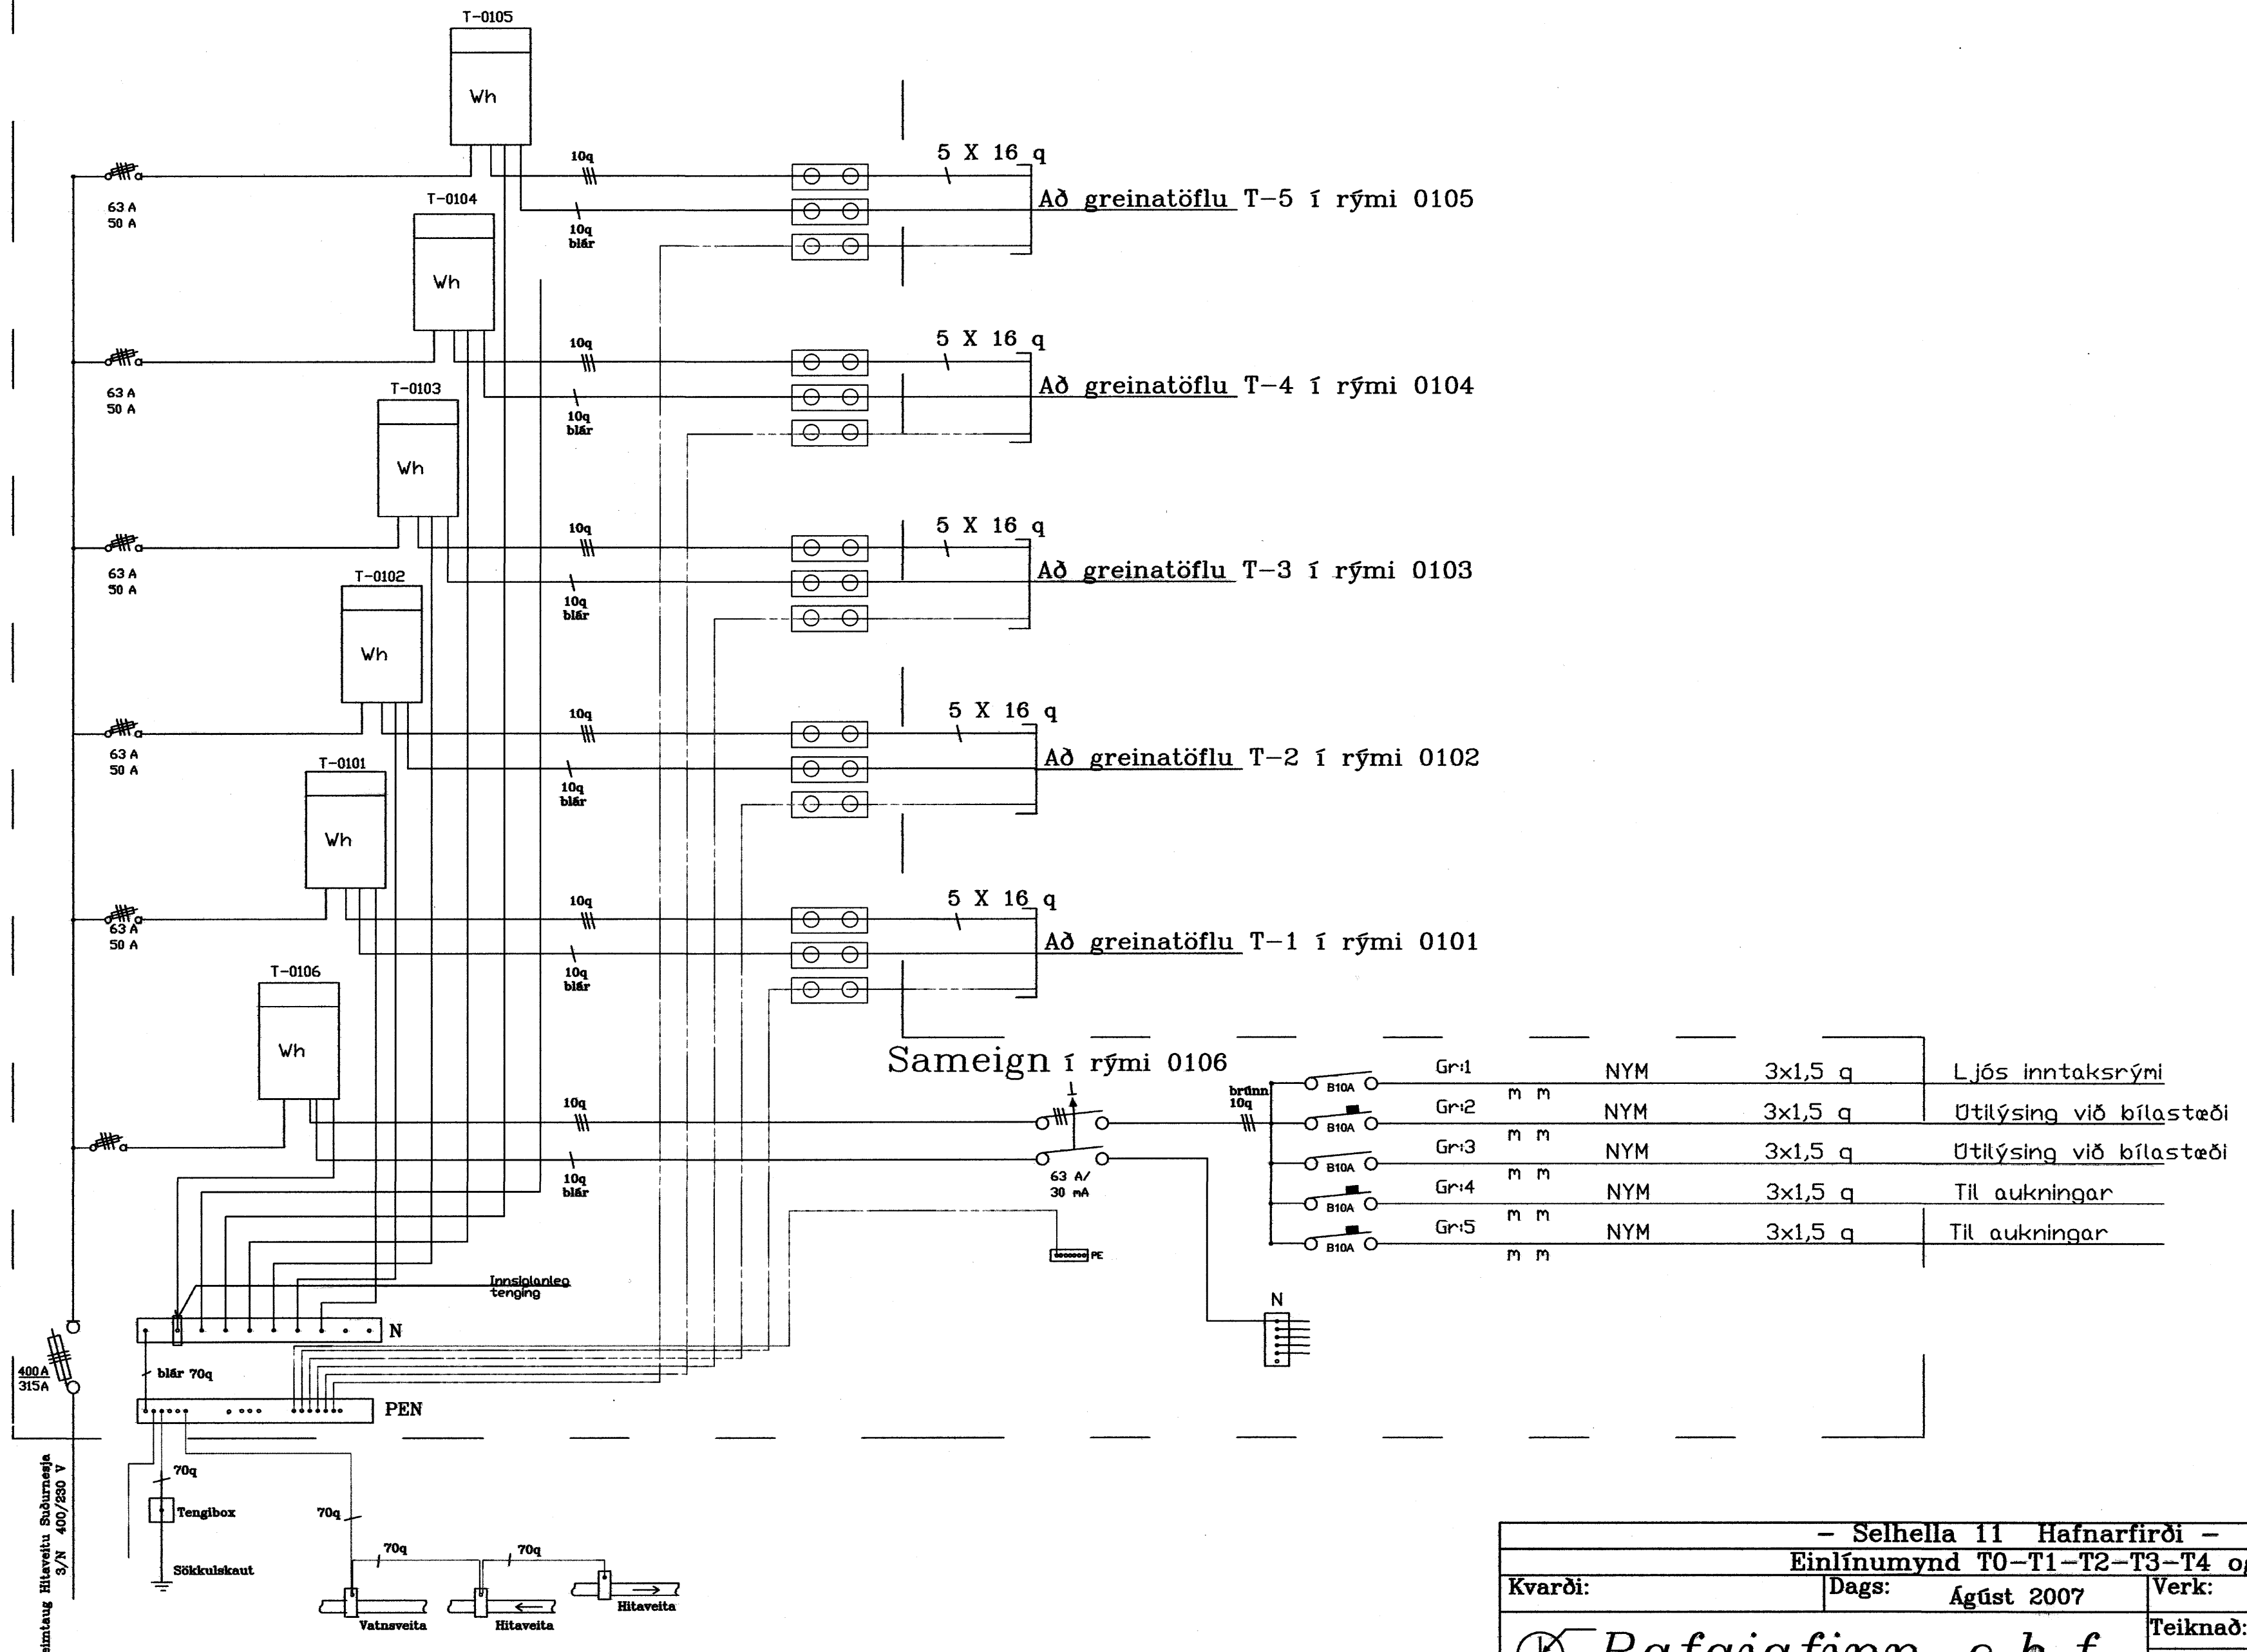 T-0105
Wh
10q
5 X 16 q
63 A
50 A
10q
blár
Að greinatöflu T-5 í rými 0105
T-0104
Wh
10q
5 X 16 q
63 A
50 A
10q
blár
Að greinatöflu T-4 í rými 0104
T-0103
Wh
10q
5 X 16 q
63 A
50 A
10q
blár
Að greinatöflu T-3 í rými 0103
T-0102
Wh
10q
5 X 16 q
63 A
50 A
10q
blár
Að greinatöflu T-2 í rými 0102
T-0101
Wh
10q
5 X 16 q
63 A
50 A
10q
blár
Að greinatöflu T-1 í rými 0101
T-0106
Wh
10q
10q
blár
Sameign í rými 0106
63 A/
30 mA
brúnn
10q
B10A Gr:1 m m NYM 3x1,5 q Ljós inntaksrými
B10A Gr:2 m m NYM 3x1,5 q Útilýsing við bílastæði
B10A Gr:3 m m NYM 3x1,5 q Útilýsing við bílastæði
B10A Gr:4 m m NYM 3x1,5 q Til aukningar
B10A Gr:5 m m NYM 3x1,5 q Til aukningar
PE
N
Innsiglanleg
tenging
N
blár 70q
400A
315A
PEN
Hitaveitu Suðurnesja
3/N 400/230 V
70q
Tengibox
Sökkulskaut
70q
70q
70q
Vatnsveita
Hitaveita
Hitaveita
- Selhella 11 Hafnarfirði -
Einlínumynd T0-T1-T2-T3-T4
Kvarði:
Dags: Ágúst 2007
Verk:
Teiknað: